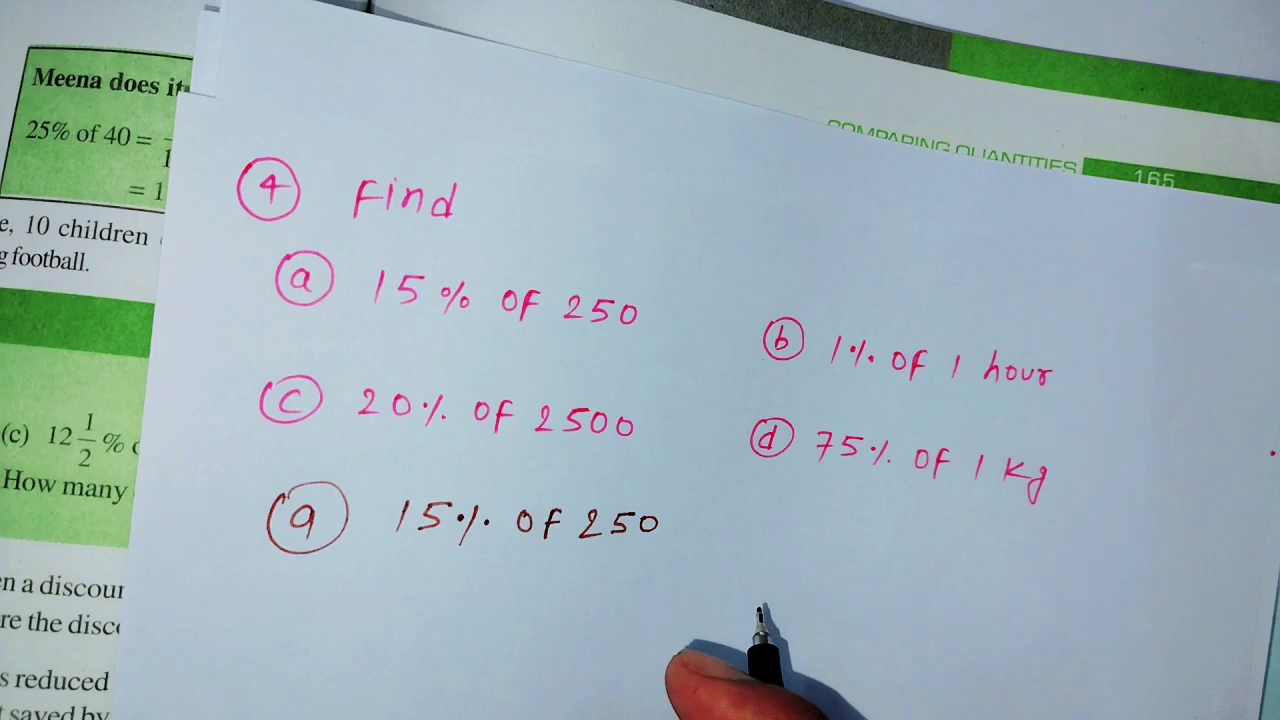 COMPARING QUANTITIES 165
Meena does it
25% of 40 =
= 1
e, 10 children
g football.
(c) 12 1/2 %
How many
en a discour
re the disc
s reduced
t saved by
4 Find
a 15% of 250
b 1% of 1 hour
c 20% of 2500
d 75% of 1 kg
a 15% of 250